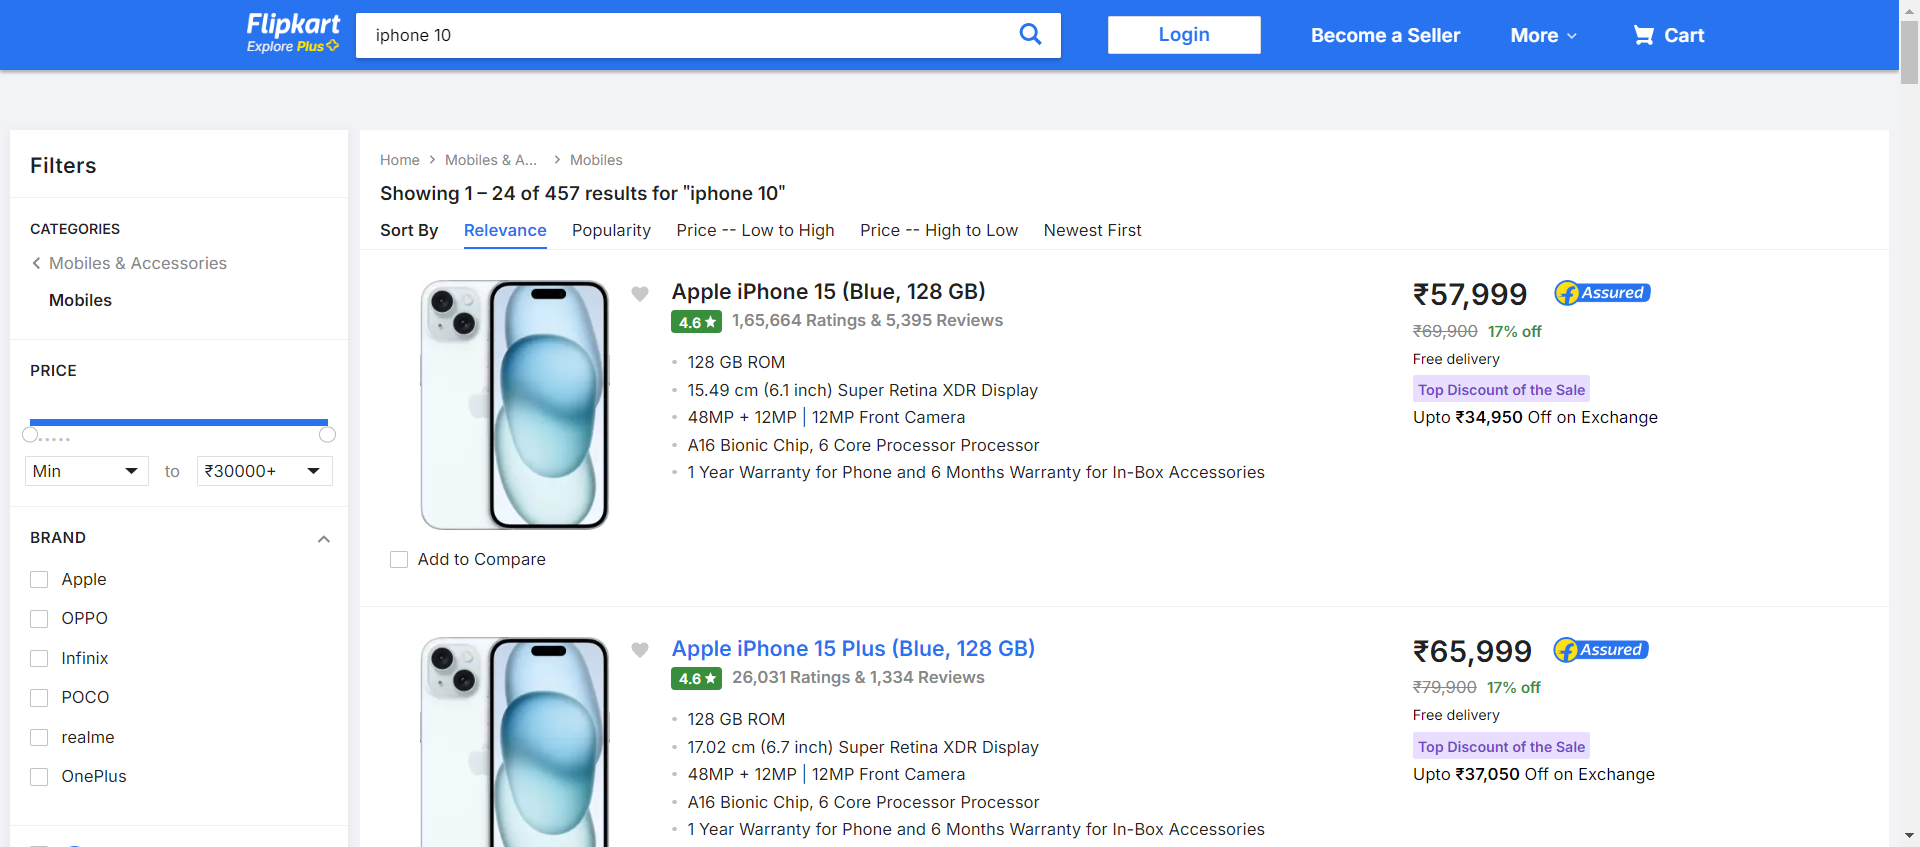 Flipkart
Explore Plus
iphone 10
Login
Become a Seller
More
Cart
Filters
CATEGORIES
Mobiles & Accessories
Mobiles
PRICE
Min
to
₹30000+
BRAND
Apple
OPPO
Infinix
POCO
realme
OnePlus
Home
Mobiles & A...
Mobiles
Showing 1 – 24 of 457 results for "iphone 10"
Sort By
Relevance
Popularity
Price -- Low to High
Price -- High to Low
Newest First
Apple iPhone 15 (Blue, 128 GB)
4.6
1,65,664 Ratings & 5,395 Reviews
128 GB ROM
15.49 cm (6.1 inch) Super Retina XDR Display
48MP + 12MP | 12MP Front Camera
A16 Bionic Chip, 6 Core Processor Processor
1 Year Warranty for Phone and 6 Months Warranty for In-Box Accessories
₹57,999
Assured
₹69,900
17% off
Free delivery
Top Discount of the Sale
Upto ₹34,950 Off on Exchange
Add to Compare
Apple iPhone 15 Plus (Blue, 128 GB)
4.6
26,031 Ratings & 1,334 Reviews
128 GB ROM
17.02 cm (6.7 inch) Super Retina XDR Display
48MP + 12MP | 12MP Front Camera
A16 Bionic Chip, 6 Core Processor Processor
1 Year Warranty for Phone and 6 Months Warranty for In-Box Accessories
₹65,999
Assured
₹79,900
17% off
Free delivery
Top Discount of the Sale
Upto ₹37,050 Off on Exchange